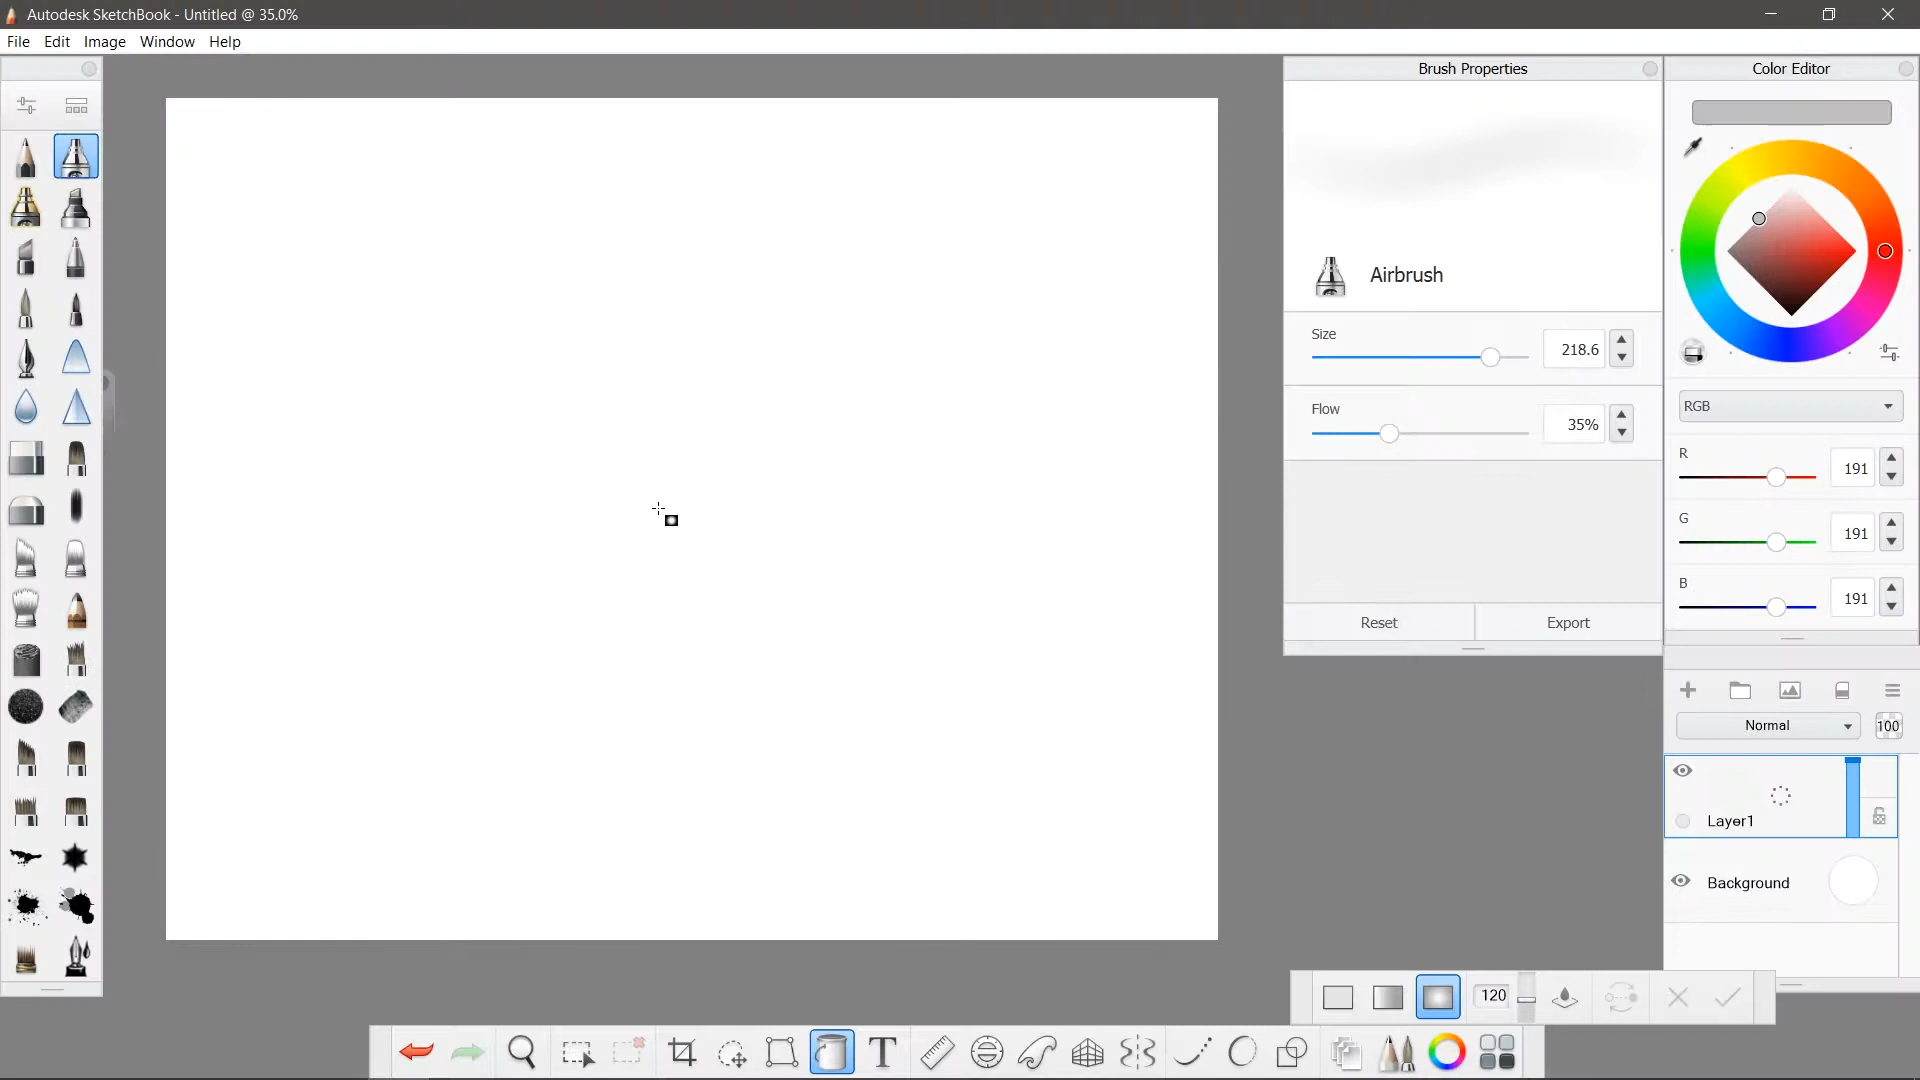 Autodesk SketchBook - Untitled @ 35.0%
File Edit Image Window Help
Brush Properties
Color Editor
Airbrush
Size
218.6
Flow
35%
RGB
R
191
G
191
B
191
Reset Export
Normal 100
Layer1
Background
120
T